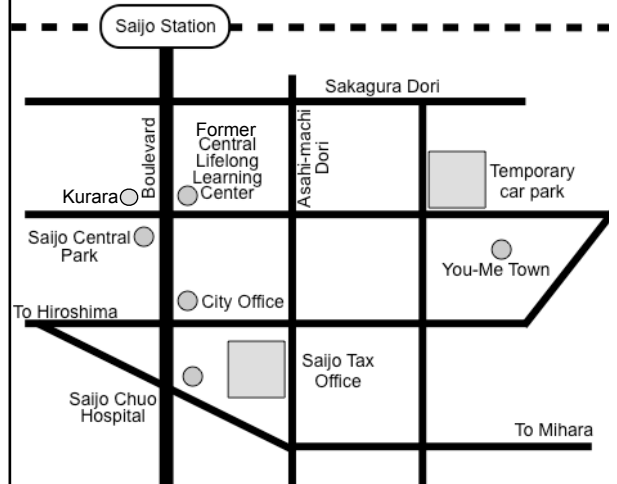 Saijo Station
Sakagura Dori
Boulevard
Former
Central
Lifelong
Learning
Center
Asahi-machi
Dori
Kurara
Temporary
car park
Saijo Central
Park
You-Me Town
City Office
To Hiroshima
Saijo Tax
Office
Saijo Chuo
Hospital
To Mihara